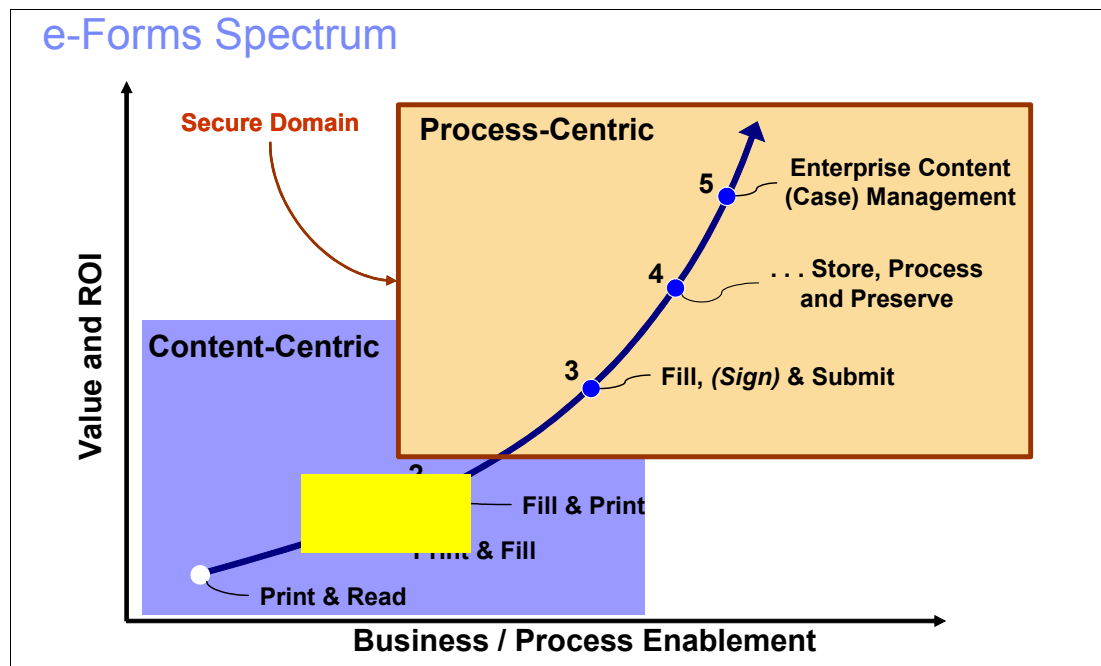 e-Forms Spectrum
Secure Domain
Process-Centric
5
Enterprise Content
(Case) Management
4
. . . Store, Process
and Preserve
Value and ROI
Content-Centric
3
Fill, (Sign) & Submit
2
Fill & Print
Print & Fill
Print & Read
Business / Process Enablement